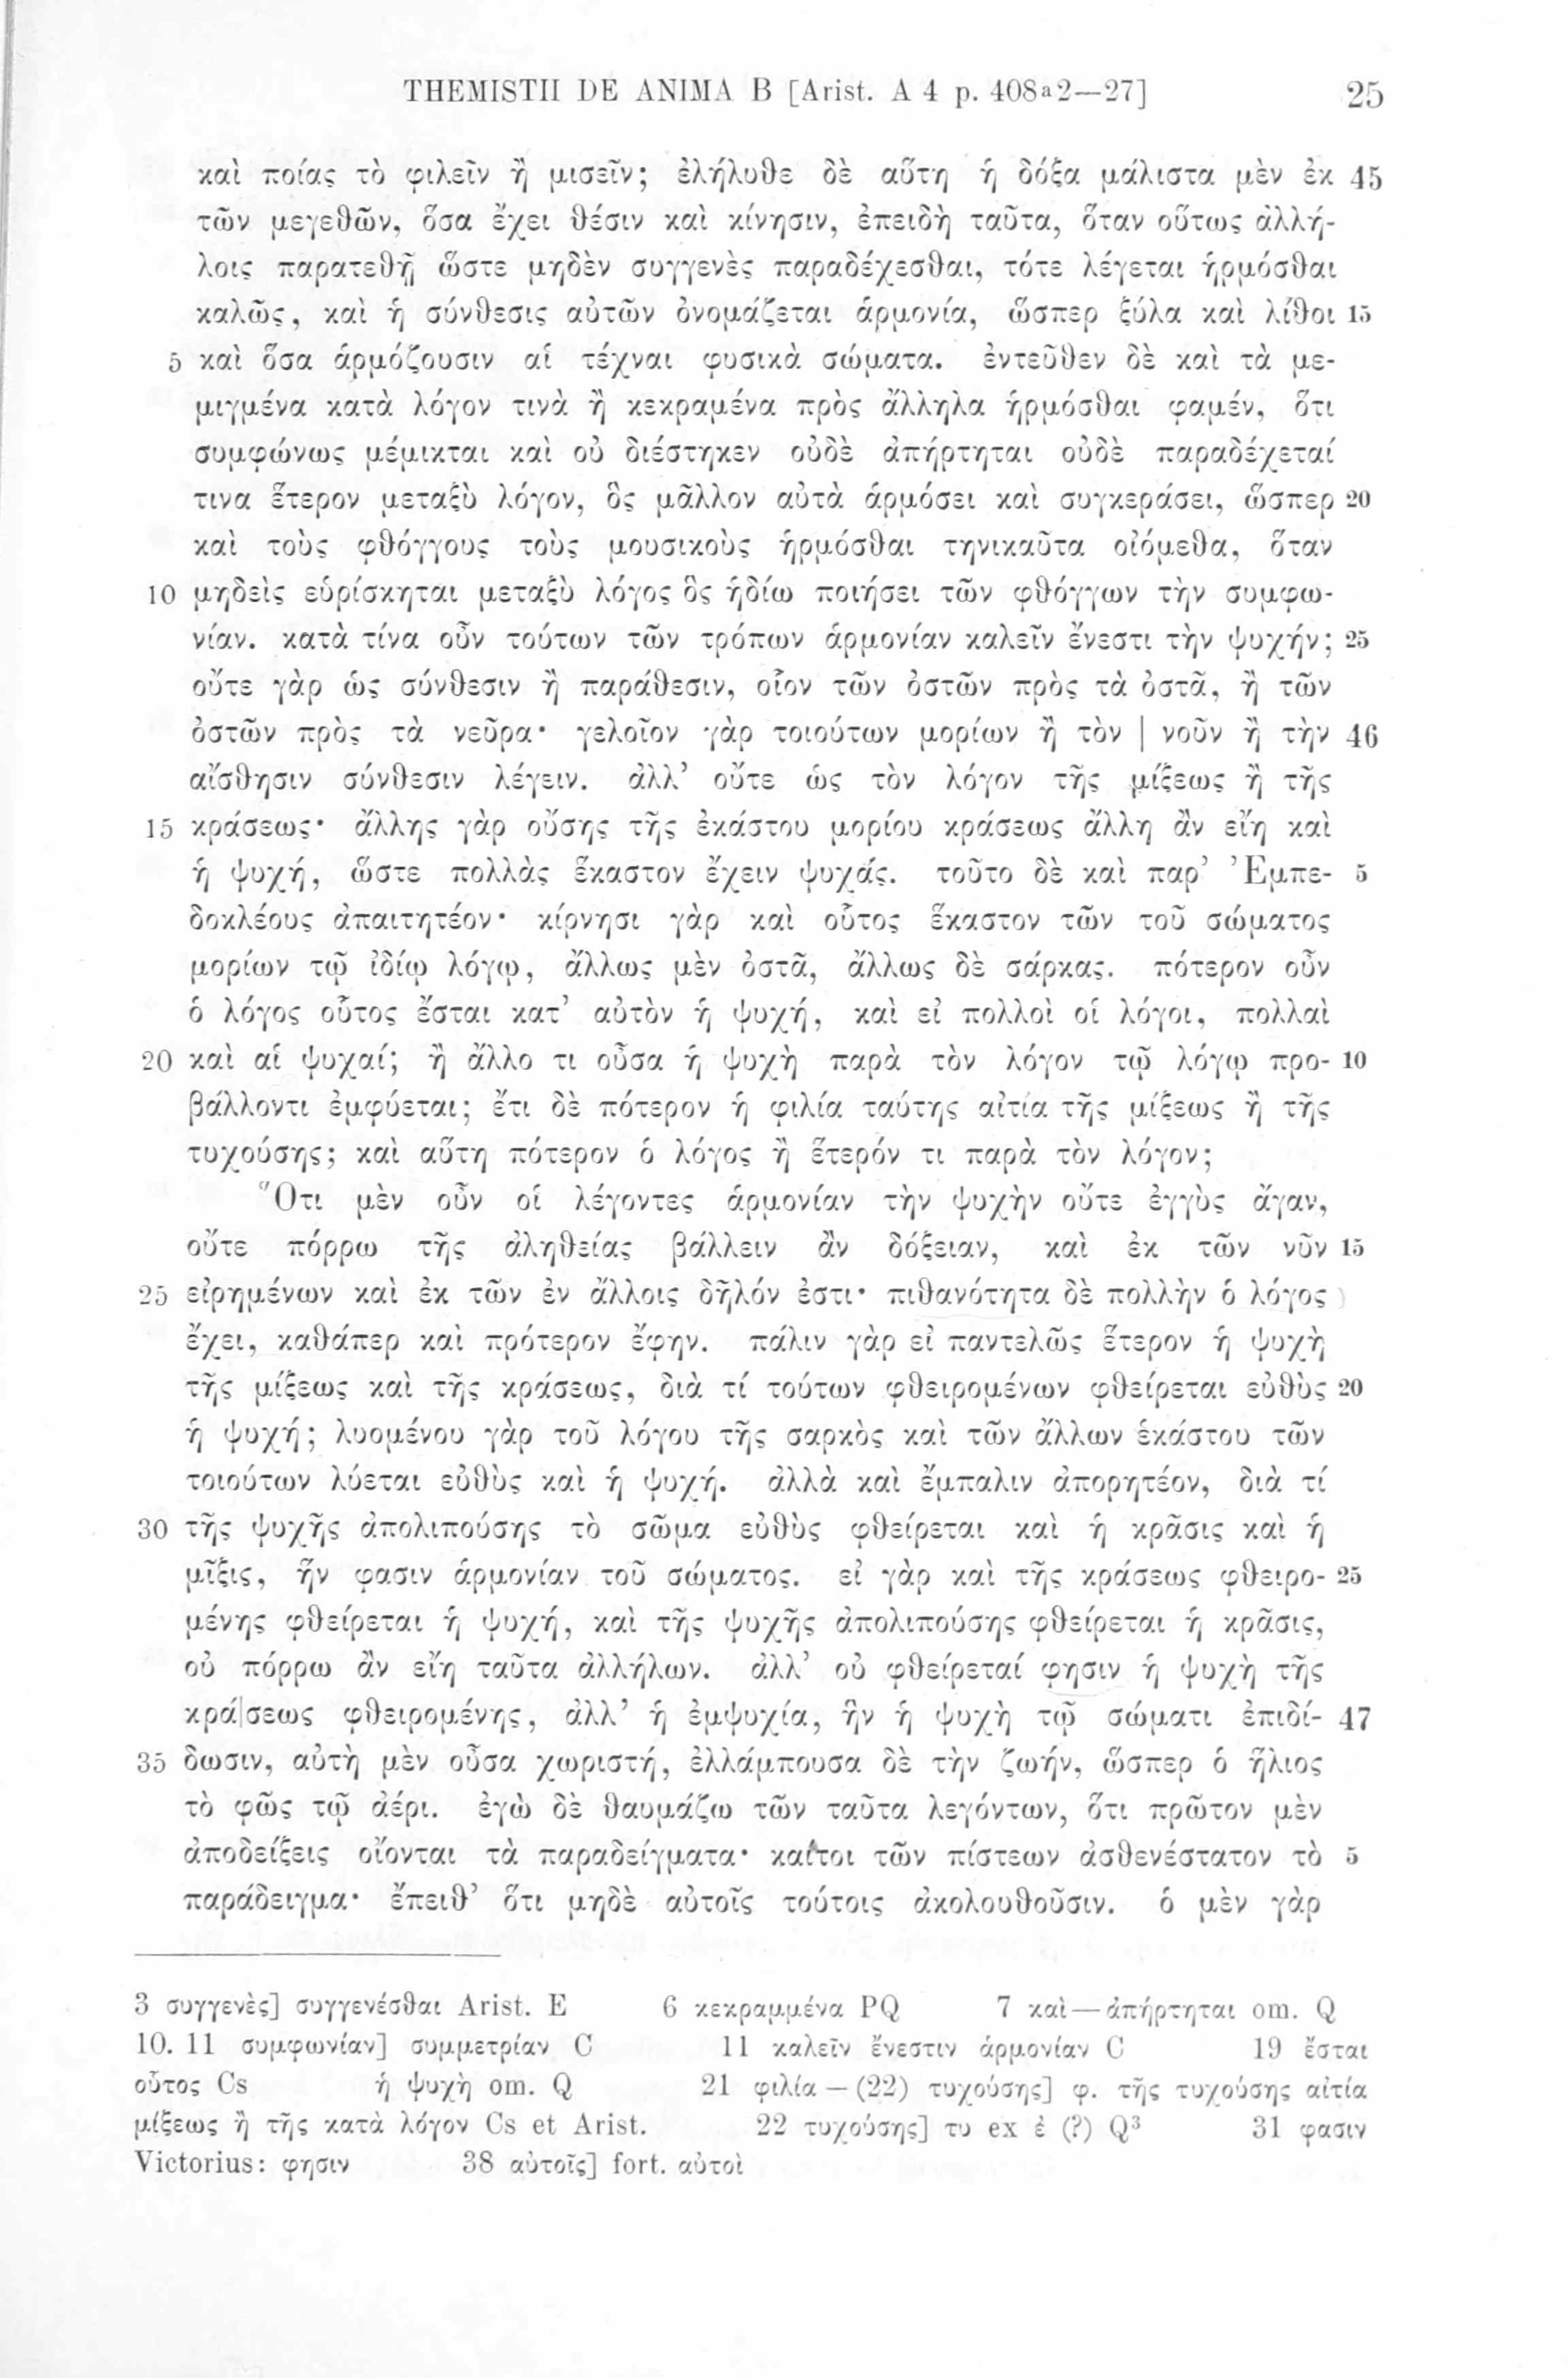 THEMISTII DE ANIMA B [Arist. A 4 p. 408a2—27] 25
καὶ ποίας τὸ φιλεῖν ἢ μισεῖν; ἐλήλυθε δὲ αὕτη ἡ δόξα μάλιστα μὲν ἐκ 45
τῶν μεγεθῶν, ὅσα ἔχει θέσιν καὶ κίνησιν, ἐπειδὴ ταῦτα, ὅταν οὕτως ἀλλή-
λοις παρατεθῇ ὥστε μηδὲν συγγενὲς παραδέχεσθαι, τότε λέγεται ἡρμόσθαι
καλῶς, καὶ ἡ σύνθεσις αὐτῶν ὀνομάζεται ἁρμονία, ὥσπερ ξύλα καὶ λίθοι 15
5 καὶ ὅσα ἁρμόζουσιν αἱ τέχναι φυσικὰ σώματα. ἐντεῦθεν δὲ καὶ τὰ με-
μιγμένα κατὰ λόγον τινὰ ἢ κεκραμένα πρὸς ἄλληλα ἡρμόσθαι φαμέν, ὅτι
συμφώνως μέμικται καὶ οὐ διέστηκεν οὐδὲ ἀπήρτηται οὐδὲ παραδέχεταί
τινα ἕτερον μεταξὺ λόγον, ὃς μᾶλλον αὐτὰ ἁρμόσει καὶ συγκεράσει, ὥσπερ 20
καὶ τοὺς φθόγγους τοὺς μουσικοὺς ἡρμόσθαι τηνικαῦτα οἰόμεθα, ὅταν
10 μηδεὶς εὑρίσκηται μεταξὺ λόγος ὃς ἡδίω ποιήσει τῶν φθόγγων τὴν συμφω-
νίαν. κατὰ τίνα οὖν τούτων τῶν τρόπων ἁρμονίαν καλεῖν ἔνεστι τὴν ψυχήν; 25
οὔτε γὰρ ὡς σύνθεσιν ἢ παράθεσιν, οἷον τῶν ὀστῶν πρὸς τὰ ὀστᾶ, ἢ τῶν
ὀστῶν πρὸς τὰ νεῦρα· γελοῖον γὰρ τοιούτων μορίων ἢ τὸν | νοῦν ἢ τὴν 46
αἴσθησιν σύνθεσιν λέγειν. ἀλλ’ οὔτε ὡς τὸν λόγον τῆς μίξεως ἢ τῆς
15 κράσεως· ἄλλης γὰρ οὔσης τῆς ἑκάστου μορίου κράσεως ἄλλη ἂν εἴη καὶ
ἡ ψυχή, ὥστε πολλὰς ἕκαστον ἔχειν ψυχάς. τοῦτο δὲ καὶ παρ’ Ἐμπε- 5
δοκλέους ἀπαιτητέον· κίρνησι γὰρ καὶ οὗτος ἕκαστον τῶν τοῦ σώματος
μορίων τῷ ἰδίῳ λόγῳ, ἄλλως μὲν ὀστᾶ, ἄλλως δὲ σάρκας. πότερον οὖν
ὁ λόγος οὗτος ἔσται κατ’ αὐτὸν ἡ ψυχή, καὶ εἰ πολλοὶ οἱ λόγοι, πολλαὶ
20 καὶ αἱ ψυχαί; ἢ ἄλλο τι οὖσα ἡ ψυχὴ παρὰ τὸν λόγον τῷ λόγῳ προ- 10
βάλλοντι ἐμφύεται; ἔτι δὲ πότερον ἡ φιλία ταύτης αἰτία τῆς μίξεως ἢ τῆς
τυχούσης; καὶ αὕτη πότερον ὁ λόγος ἢ ἕτερόν τι παρὰ τὸν λόγον;
Ὅτι μὲν οὖν οἱ λέγοντες ἁρμονίαν τὴν ψυχὴν οὔτε ἐγγὺς ἄγαν,
οὔτε πόρρω τῆς ἀληθείας βάλλειν ἂν δόξειαν, καὶ ἐκ τῶν νῦν 15
25 εἰρημένων καὶ ἐκ τῶν ἐν ἄλλοις δῆλόν ἐστι· πιθανότητα δὲ πολλὴν ὁ λόγος
ἔχει, καθάπερ καὶ πρότερον ἔφην. πάλιν γὰρ εἰ παντελῶς ἕτερον ἡ ψυχὴ
τῆς μίξεως καὶ τῆς κράσεως, διὰ τί τούτων φθειρομένων φθείρεται εὐθὺς 20
ἡ ψυχή; λυομένου γὰρ τοῦ λόγου τῆς σαρκὸς καὶ τῶν ἄλλων ἑκάστου τῶν
τοιούτων λύεται εὐθὺς καὶ ἡ ψυχή. ἀλλὰ καὶ ἔμπαλιν ἀπορητέον, διὰ τί
30 τῆς ψυχῆς ἀπολιπούσης τὸ σῶμα εὐθὺς φθείρεται καὶ ἡ κρᾶσις καὶ ἡ
μῖξις, ἥν φασιν ἁρμονίαν τοῦ σώματος. εἰ γὰρ καὶ τῆς κράσεως φθειρο- 25
μένης φθείρεται ἡ ψυχή, καὶ τῆς ψυχῆς ἀπολιπούσης φθείρεται ἡ κρᾶσις,
οὐ πόρρω ἂν εἴη ταῦτα ἀλλήλων. ἀλλ’ οὐ φθείρεταί φησιν ἡ ψυχὴ τῆς
κρά|σεως φθειρομένης, ἀλλ’ ἡ ἐμψυχία, ἣν ἡ ψυχὴ τῷ σώματι ἐπιδί- 47
35 δωσιν, αὐτὴ μὲν οὖσα χωριστή, ἐλλάμπουσα δὲ τὴν ζωήν, ὥσπερ ὁ ἥλιος
τὸ φῶς τῷ ἀέρι. ἐγὼ δὲ θαυμάζω τῶν ταῦτα λεγόντων, ὅτι πρῶτον μὲν
ἀποδείξεις οἴονται τὰ παραδείγματα· καίτοι τῶν πίστεων ἀσθενέστατον τὸ 5
παράδειγμα· ἔπειθ’ ὅτι μηδὲ αὐτοῖς τούτοις ἀκολουθοῦσιν. ὁ μὲν γὰρ
3 συγγενὲς] συγγενέσθαι Arist. E 6 κεκραμμένα PQ 7 καὶ—ἀπήρτηται om. Q
10. 11 συμφωνίαν] συμμετρίαν C 11 καλεῖν ἔνεστιν ἁρμονίαν C 19 ἔσται
οὗτος Cs ἡ ψυχὴ om. Q 21 φιλία — (22) τυχούσης] φ. τῆς τυχούσης αἰτία
μίξεως ἢ τῆς κατὰ λόγον Cs et Arist. 22 τυχούσης] τυ ex ἐ (?) Q³ 31 φασιν
Victorius: φησιν 38 αὐτοῖς] fort. αὐτοὶ